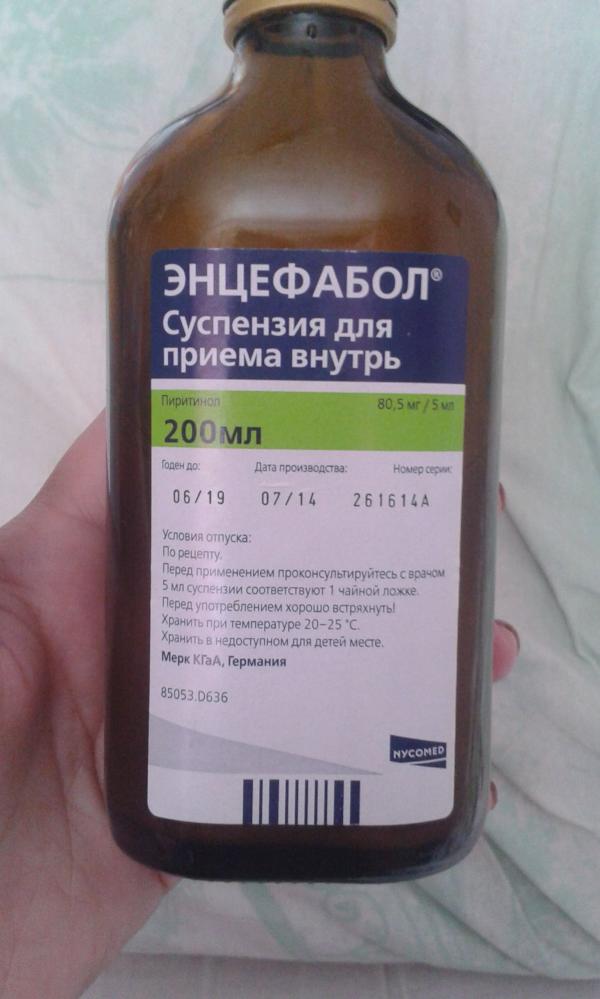 ЭНЦЕФАБОЛ®
Суспензия для
приема внутрь
Пиритинол 80,5 мг / 5 мл
200мл
Годен до: Дата производства: Номер серии:
06/19 07/14 261614A
Условия отпуска:
По рецепту.
Перед применением проконсультируйтесь с врачом
5 мл суспензии соответствуют 1 чайной ложке.
Перед употреблением хорошо встряхнуть!
Хранить при температуре 20–25 °C.
Хранить в недоступном для детей месте.
Мерк КГаА, Германия
85053.D636
NYCOMED